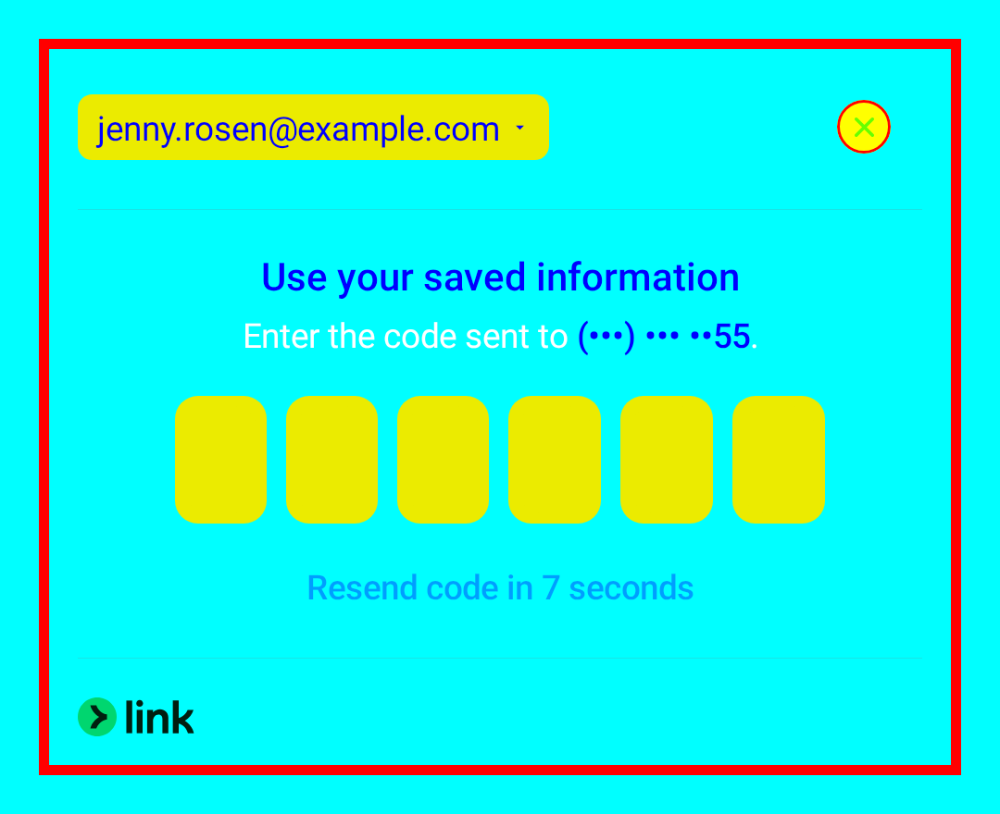 jenny.rosen@example.com
Use your saved information
Enter the code sent to (•••) ••• ••55.
Resend code in 7 seconds
link